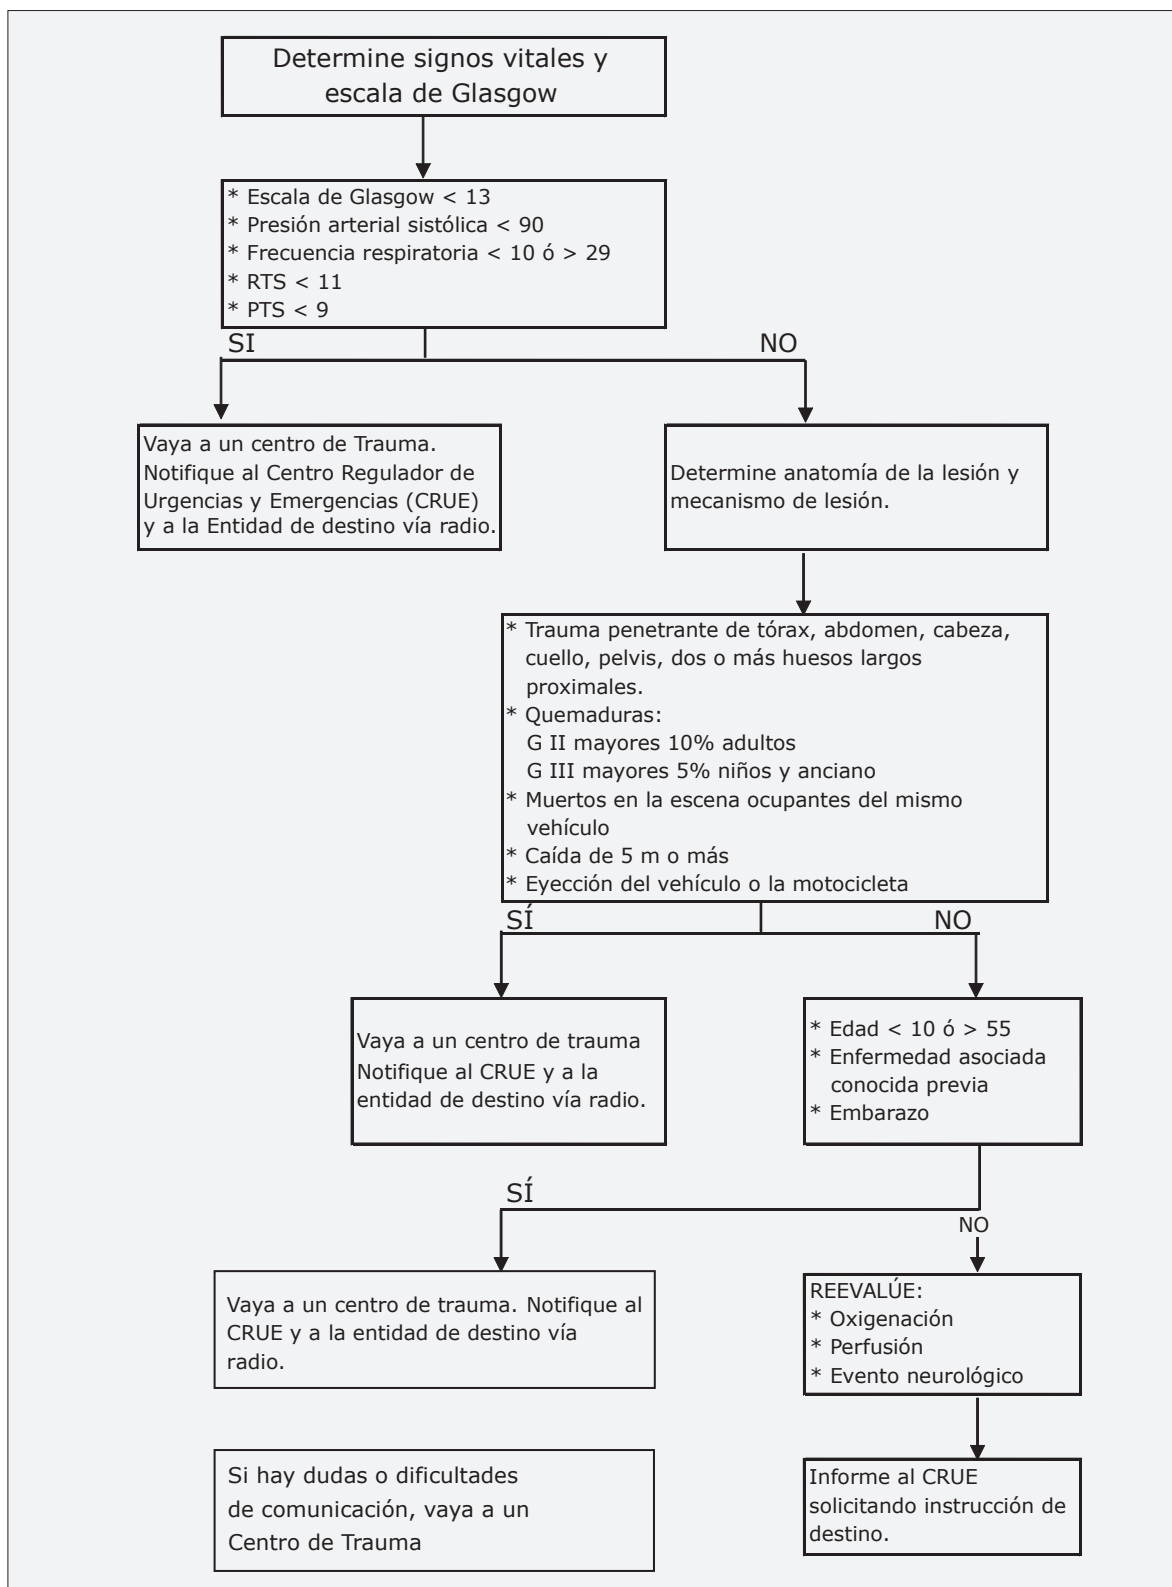 Determine signos vitales y
escala de Glasgow
* Escala de Glasgow < 13
* Presión arterial sistólica < 90
* Frecuencia respiratoria < 10 ó > 29
* RTS < 11
* PTS < 9
SI
NO
Vaya a un centro de Trauma.
Notifique al Centro Regulador de
Urgencias y Emergencias (CRUE)
y a la Entidad de destino vía radio.
Determine anatomía de la lesión y
mecanismo de lesión.
* Trauma penetrante de tórax, abdomen, cabeza,
cuello, pelvis, dos o más huesos largos
proximales.
* Quemaduras:
G II mayores 10% adultos
G III mayores 5% niños y anciano
* Muertos en la escena ocupantes del mismo
vehículo
* Caída de 5 m o más
* Eyección del vehículo o la motocicleta
SÍ
NO
Vaya a un centro de trauma
Notifique al CRUE y a la
entidad de destino vía radio.
* Edad < 10 ó > 55
* Enfermedad asociada
conocida previa
* Embarazo
SÍ
NO
Vaya a un centro de trauma. Notifique al
CRUE y a la entidad de destino vía
radio.
REEVALÚE:
* Oxigenación
* Perfusión
* Evento neurológico
Si hay dudas o dificultades
de comunicación, vaya a un
Centro de Trauma
Informe al CRUE
solicitando instrucción de
destino.